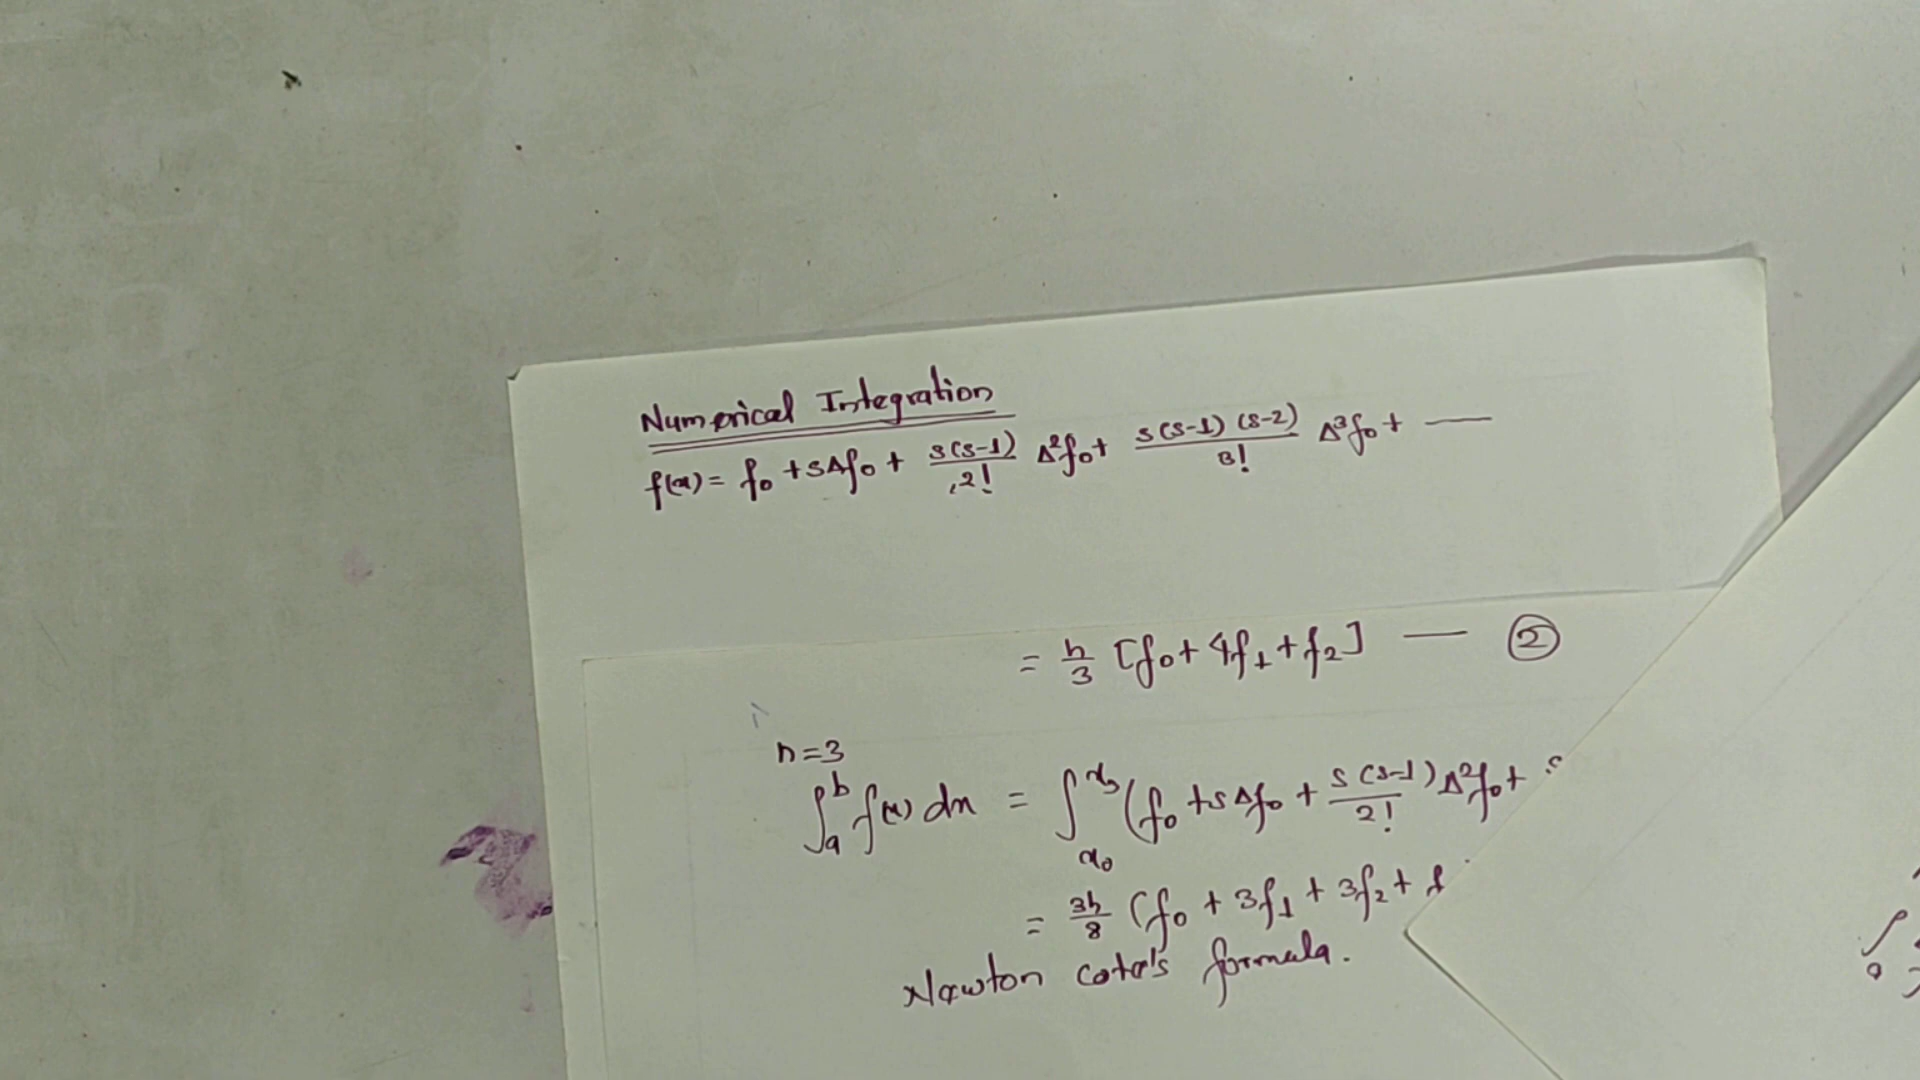 Numerical Integration
f(x) = f₀ + sΔf₀ + s(s-1)/2! Δ²f₀ + s(s-1)(s-2)/3! Δ³f₀ + —
= h/3 [f₀ + 4f₁ + f₂] — ②
n=3
∫ₐᵇ f(x) dx = ∫ₓ₀ˣ³ (f₀ + sΔf₀ + s(s-1)/2! Δ²f₀ +
= 3h/8 (f₀ + 3f₁ + 3f₂ + f
Newton cote's formula.